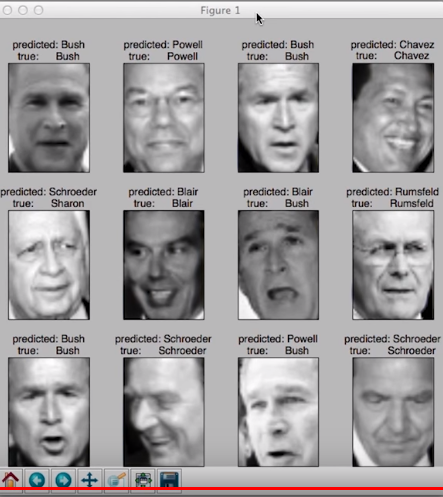 Figure 1
predicted: Bush
true: Bush
predicted: Powell
true: Powell
predicted: Bush
true: Bush
predicted: Chavez
true: Chavez
predicted: Schroeder
true: Sharon
predicted: Blair
true: Blair
predicted: Blair
true: Bush
predicted: Rumsfeld
true: Rumsfeld
predicted: Bush
true: Bush
predicted: Schroeder
true: Schroeder
predicted: Powell
true: Bush
predicted: Schroeder
true: Schroeder